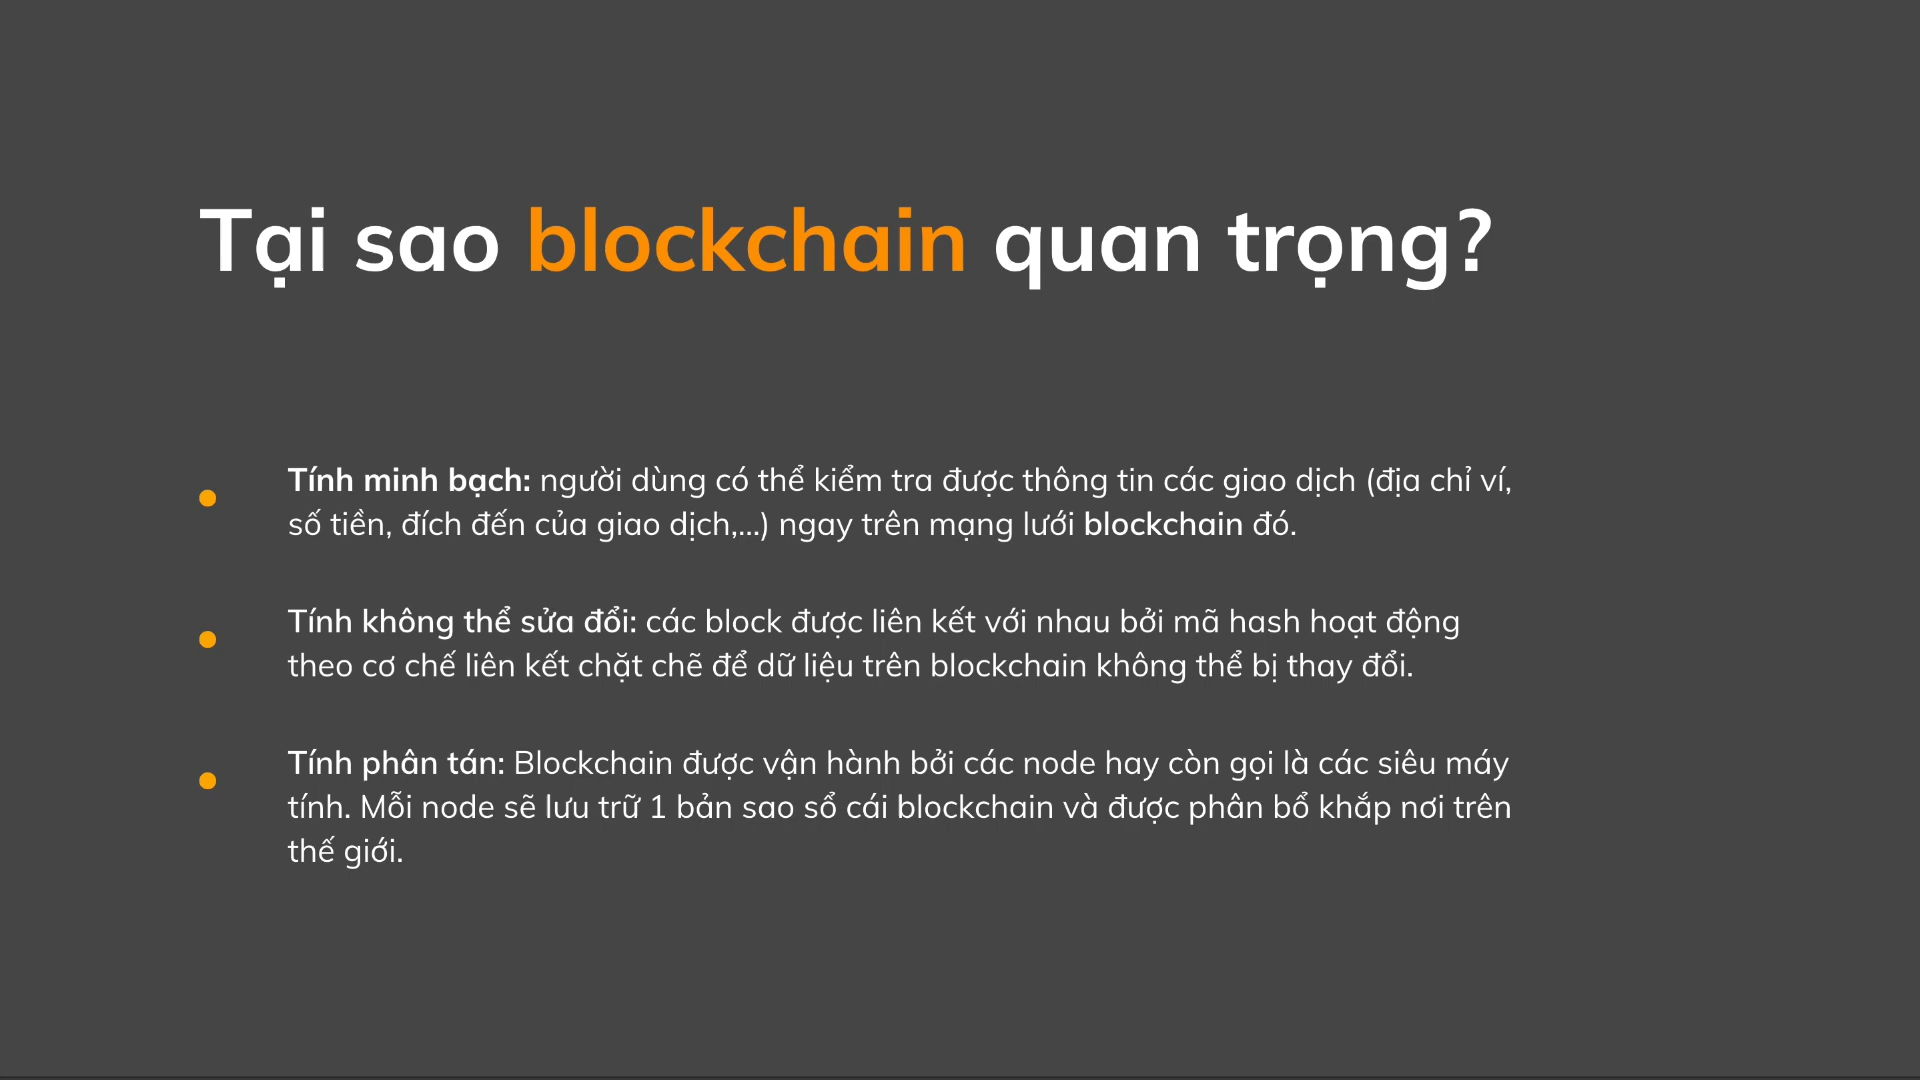 Tại sao blockchain quan trọng?
Tính minh bạch: người dùng có thể kiểm tra được thông tin các giao dịch (địa chỉ ví,
số tiền, đích đến của giao dịch,...) ngay trên mạng lưới blockchain đó.
Tính không thể sửa đổi: các block được liên kết với nhau bởi mã hash hoạt động
theo cơ chế liên kết chặt chẽ để dữ liệu trên blockchain không thể bị thay đổi.
Tính phân tán: Blockchain được vận hành bởi các node hay còn gọi là các siêu máy
tính. Mỗi node sẽ lưu trữ 1 bản sao sổ cái blockchain và được phân bổ khắp nơi trên
thế giới.